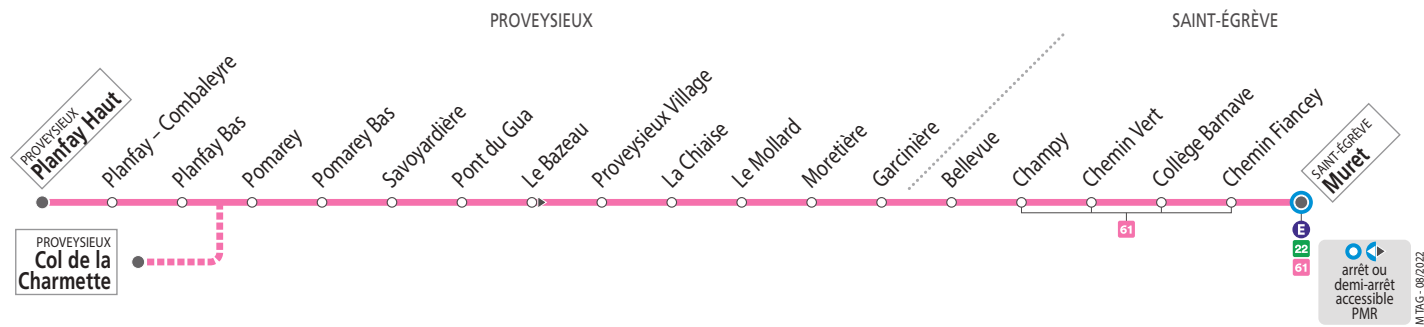 PROVEYSIEUX
SAINT-ÉGRÈVE
PROVEYSIEUX
Planfay Haut
Planfay – Combaleyre
Planfay Bas
Pomarey
Pomarey Bas
Savoyardière
Pont du Gua
Le Bazeau
Proveysieux Village
La Chiaise
Le Mollard
Moretière
Garcinière
Bellevue
Champy
Chemin Vert
Collège Barnave
Chemin Fiancey
SAINT-ÉGRÈVE
Muret
PROVEYSIEUX
Col de la
Charmette
61
E
22
61
arrêt ou
demi-arrêt
accessible
PMR
M TAG - 08/2022